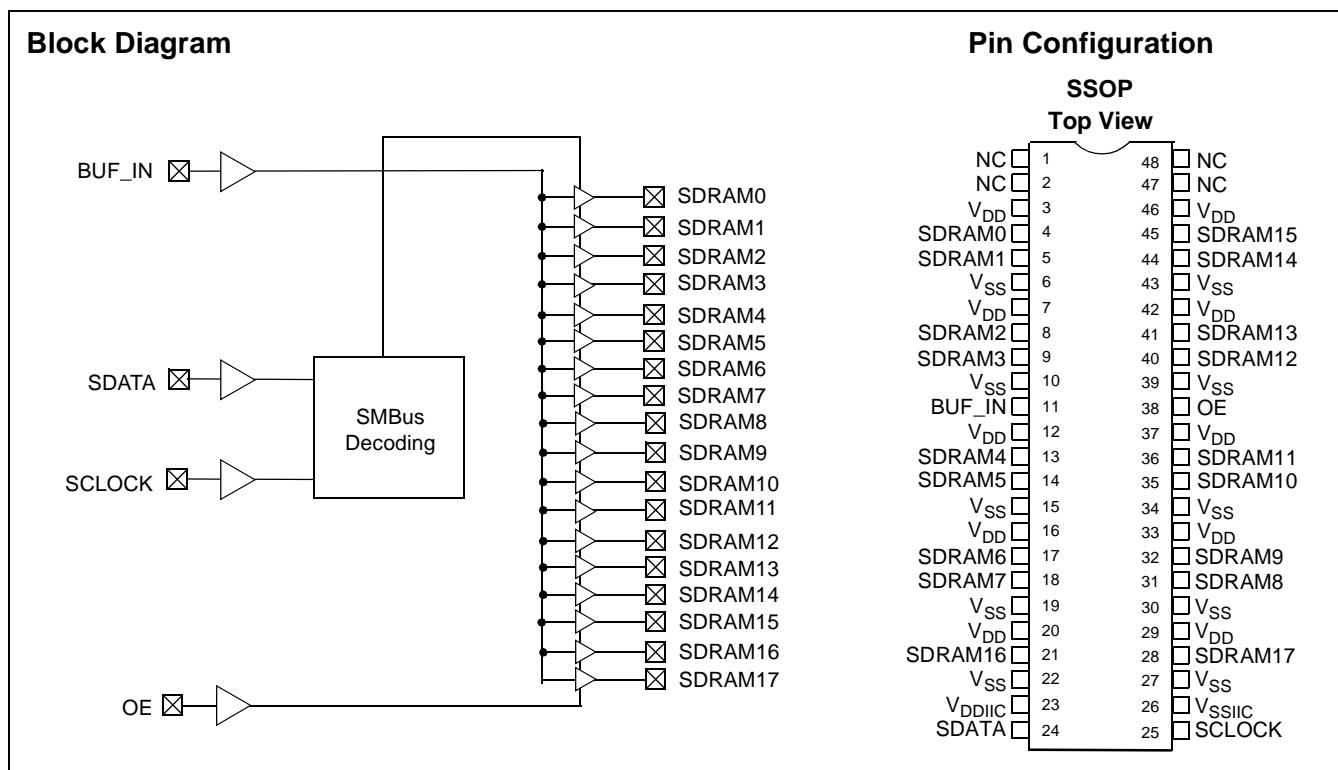 Block Diagram
BUF_IN
SDATA
SCLOCK
OE
SMBus
Decoding
SDRAM0
SDRAM1
SDRAM2
SDRAM3
SDRAM4
SDRAM5
SDRAM6
SDRAM7
SDRAM8
SDRAM9
SDRAM10
SDRAM11
SDRAM12
SDRAM13
SDRAM14
SDRAM15
SDRAM16
SDRAM17
Pin Configuration
SSOP
Top View
NC 1 48 NC
NC 2 47 NC
VDD 3 46 VDD
SDRAM0 4 45 SDRAM15
SDRAM1 5 44 SDRAM14
VSS 6 43 VSS
VDD 7 42 VDD
SDRAM2 8 41 SDRAM13
SDRAM3 9 40 SDRAM12
VSS 10 39 VSS
BUF_IN 11 38 OE
VDD 12 37 VDD
SDRAM4 13 36 SDRAM11
SDRAM5 14 35 SDRAM10
VSS 15 34 VSS
VDD 16 33 VDD
SDRAM6 17 32 SDRAM9
SDRAM7 18 31 SDRAM8
VSS 19 30 VSS
VDD 20 29 VDD
SDRAM16 21 28 SDRAM17
VSS 22 27 VSS
VDDIIC 23 26 VSSIIC
SDATA 24 25 SCLOCK